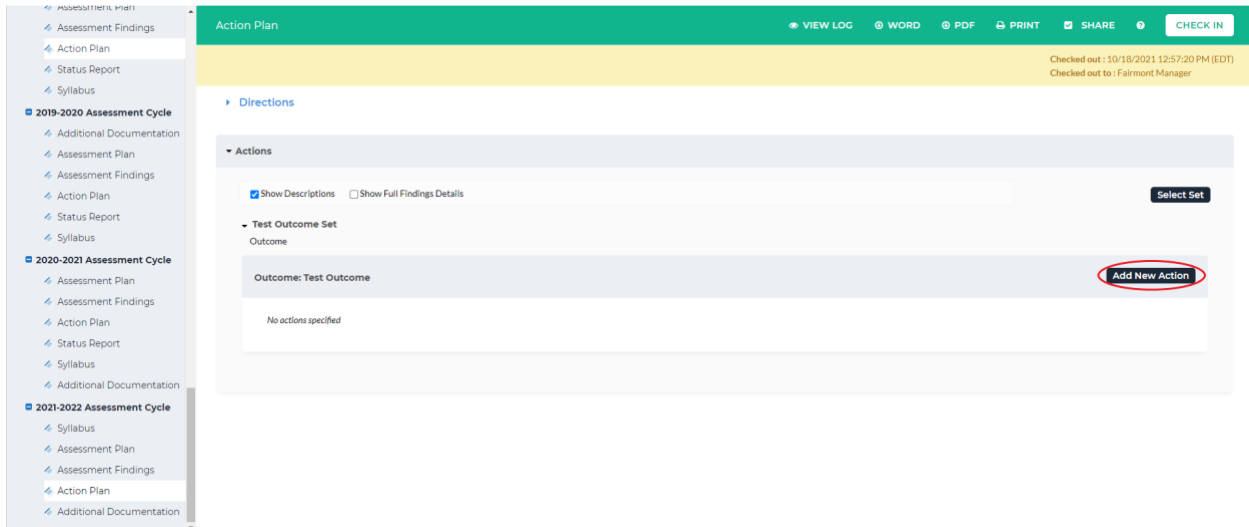 Assessment Plan
Assessment Findings
Action Plan
Status Report
Syllabus
2019-2020 Assessment Cycle
Additional Documentation
Assessment Plan
Assessment Findings
Action Plan
Status Report
Syllabus
2020-2021 Assessment Cycle
Assessment Plan
Assessment Findings
Action Plan
Status Report
Syllabus
Additional Documentation
2021-2022 Assessment Cycle
Syllabus
Assessment Plan
Assessment Findings
Action Plan
Additional Documentation
Action Plan VIEW LOG WORD PDF PRINT SHARE ? CHECK IN
Checked out : 10/18/2021 12:57:20 PM (EDT)
Checked out to : Fairmont Manager
Directions
Actions
Show Descriptions Show Full Findings Details Select Set
Test Outcome Set
Outcome
Outcome: Test Outcome Add New Action
No actions specified